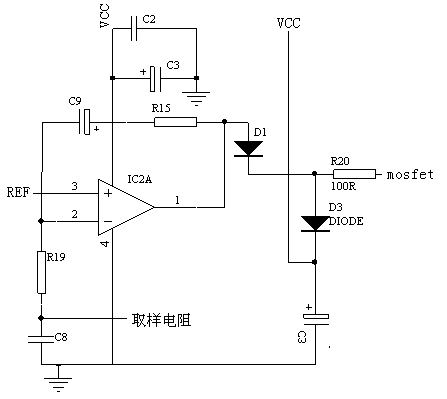 VCC
C2
VCC
+
C3
C9
+
R15
D1
REF
3
+
IC2A
1
2
−
4
R20
100R
mosfet
D3
DIODE
R19
取样电阻
C8
+
C3